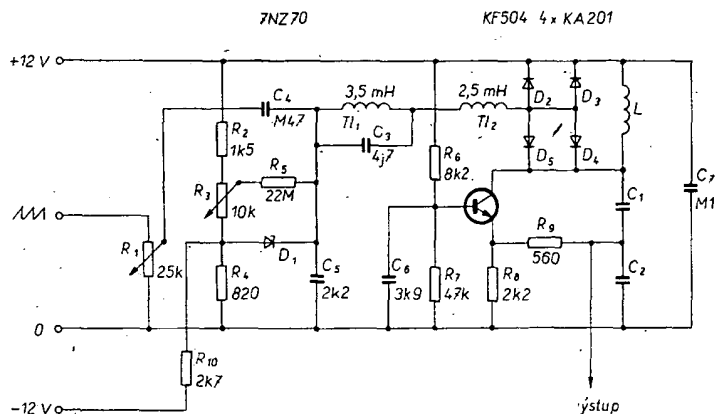 7NZ70
KF504 4x KA201
+12 V
3,5 mH
2,5 mH
D2
D3
C4
M47
Tl1
Tl2
L
C3
4j7
D5
D4
R2
1k5
R5
22M
R6
8k2
C7
M1
R3
10k
C1
R9
560
R1
25k
D1
R4
820
C5
2k2
C6
3k9
R7
47k
R8
2k2
C2
0
R10
2k7
−12 V
ýstup